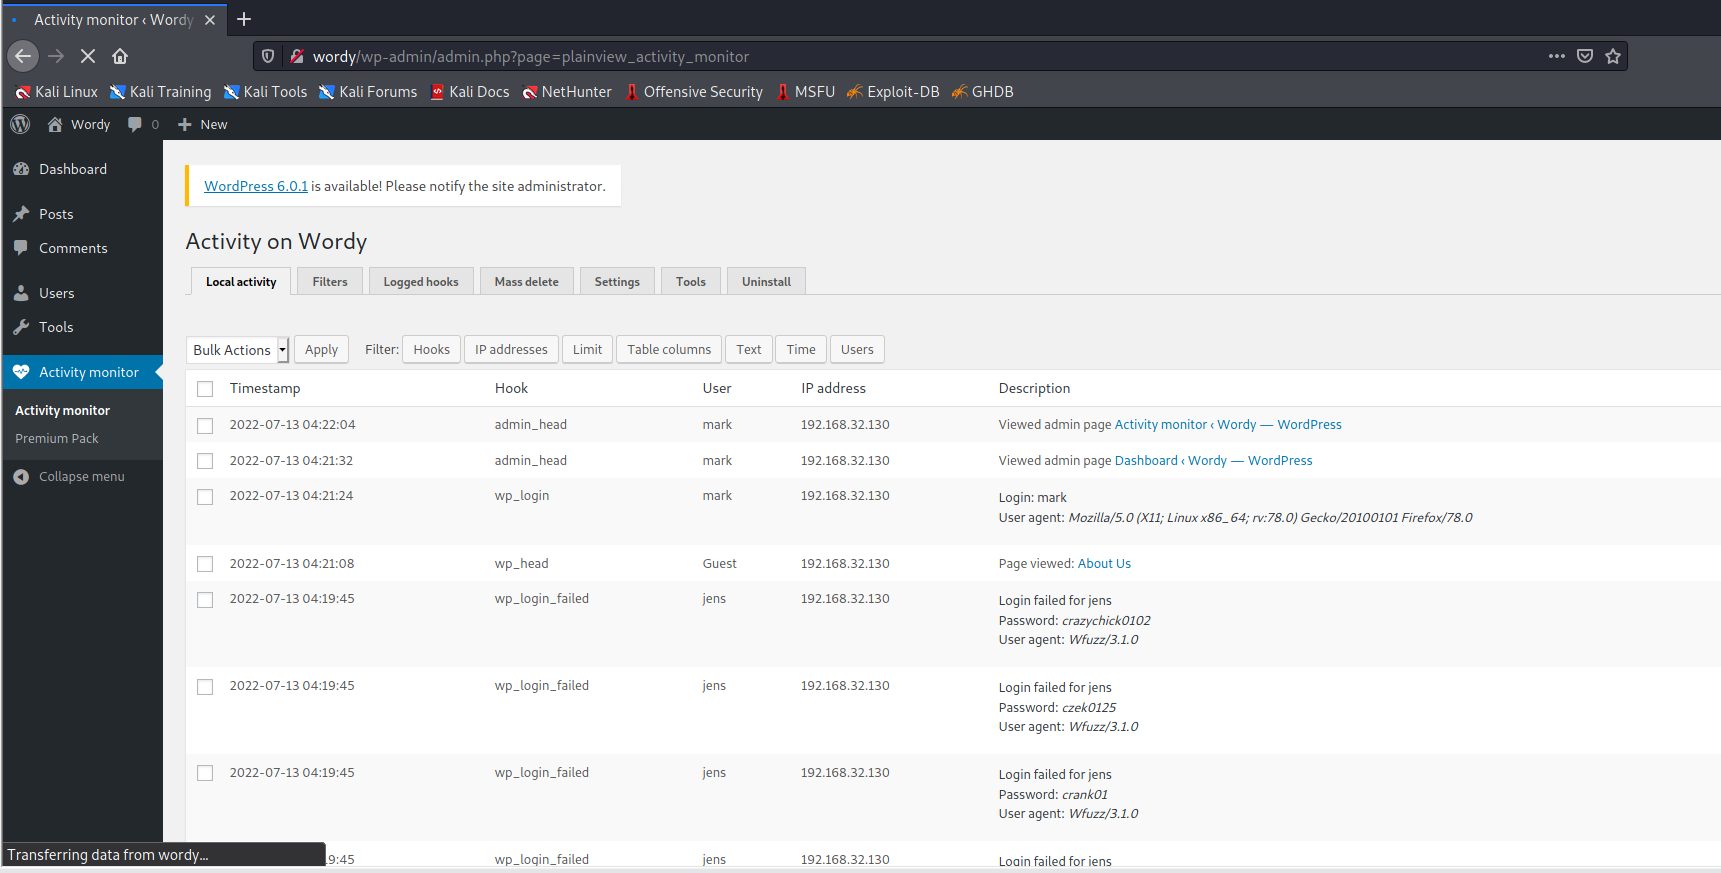 Activity monitor ‹ Wordy
wordy/wp-admin/admin.php?page=plainview_activity_monitor
Kali Linux Kali Training Kali Tools Kali Forums Kali Docs NetHunter Offensive Security MSFU Exploit-DB GHDB
Wordy 0 New
Dashboard
Posts
Comments
Users
Tools
Activity monitor
Activity monitor
Premium Pack
Collapse menu
WordPress 6.0.1 is available! Please notify the site administrator.
Activity on Wordy
Local activity Filters Logged hooks Mass delete Settings Tools Uninstall
Bulk Actions Apply Filter: Hooks IP addresses Limit Table columns Text Time Users
Timestamp Hook User IP address Description
2022-07-13 04:22:04 admin_head mark 192.168.32.130 Viewed admin page Activity monitor ‹ Wordy — WordPress
2022-07-13 04:21:32 admin_head mark 192.168.32.130 Viewed admin page Dashboard ‹ Wordy — WordPress
2022-07-13 04:21:24 wp_login mark 192.168.32.130 Login: mark
User agent: Mozilla/5.0 (X11; Linux x86_64; rv:78.0) Gecko/20100101 Firefox/78.0
2022-07-13 04:21:08 wp_head Guest 192.168.32.130 Page viewed: About Us
2022-07-13 04:19:45 wp_login_failed jens 192.168.32.130 Login failed for jens
Password: crazychick0102
User agent: Wfuzz/3.1.0
2022-07-13 04:19:45 wp_login_failed jens 192.168.32.130 Login failed for jens
Password: czek0125
User agent: Wfuzz/3.1.0
2022-07-13 04:19:45 wp_login_failed jens 192.168.32.130 Login failed for jens
Password: crank01
User agent: Wfuzz/3.1.0
.9:45 wp_login_failed jens 192.168.32.130 Login failed for jens
Transferring data from wordy...